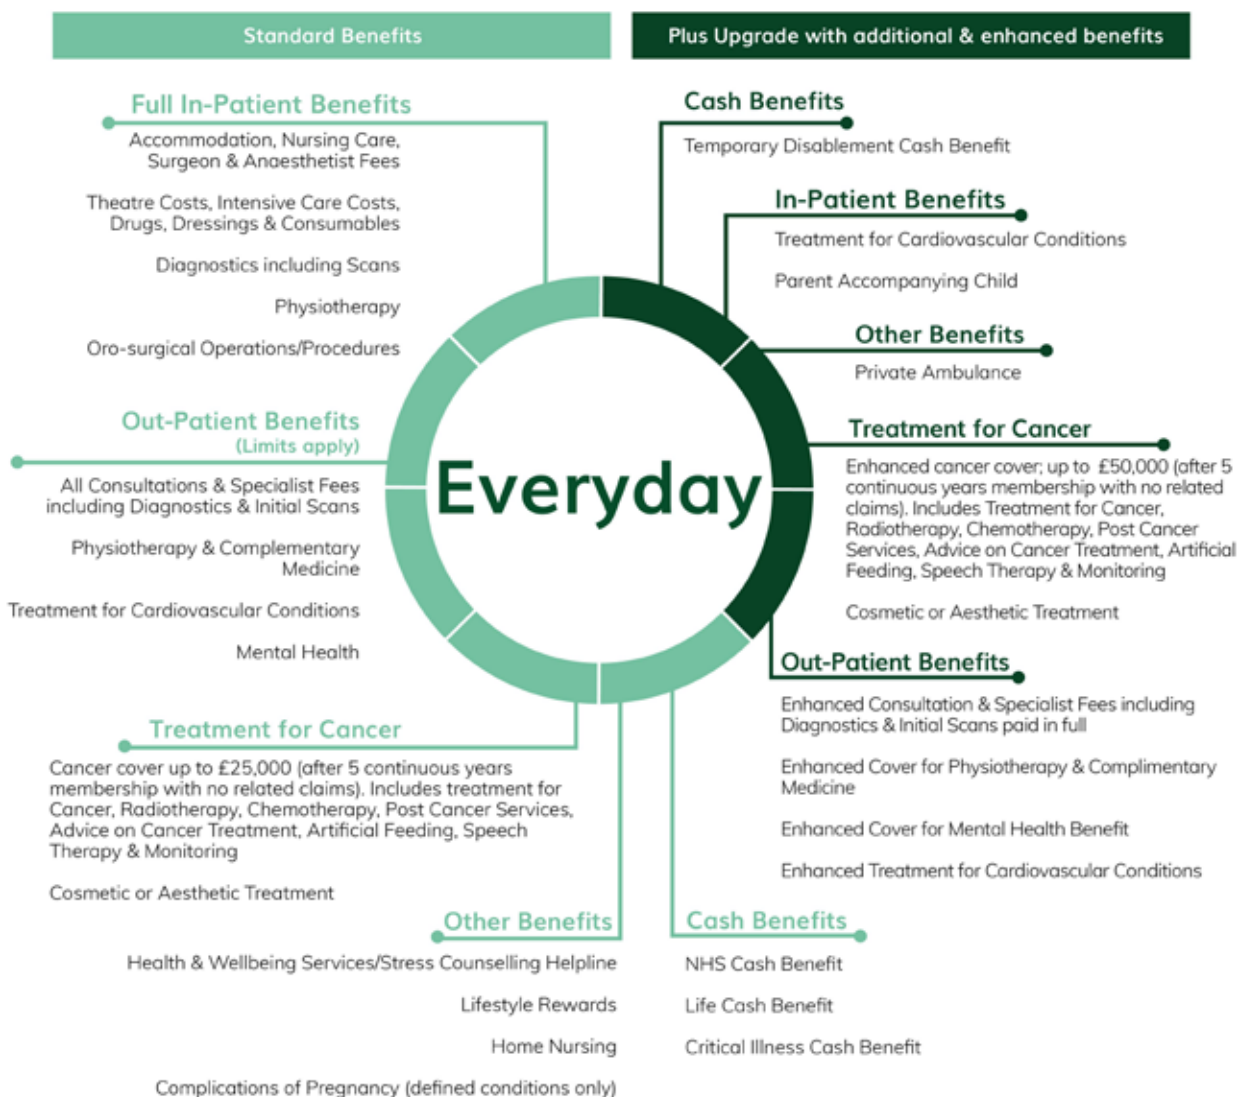 Standard Benefits
Plus Upgrade with additional & enhanced benefits
Full In-Patient Benefits
Accommodation, Nursing Care,
Surgeon & Anaesthetist Fees
Theatre Costs, Intensive Care Costs,
Drugs, Dressings & Consumables
Diagnostics including Scans
Physiotherapy
Oro-surgical Operations/Procedures
Out-Patient Benefits
(Limits apply)
All Consultations & Specialist Fees
including Diagnostics & Initial Scans
Physiotherapy & Complementary
Medicine
Treatment for Cardiovascular Conditions
Mental Health
Treatment for Cancer
Cancer cover up to £25,000 (after 5 continuous years
membership with no related claims). Includes treatment for
Cancer, Radiotherapy, Chemotherapy, Post Cancer Services,
Advice on Cancer Treatment, Artificial Feeding, Speech
Therapy & Monitoring
Cosmetic or Aesthetic Treatment
Other Benefits
Health & Wellbeing Services/Stress Counselling Helpline
Lifestyle Rewards
Home Nursing
Complications of Pregnancy (defined conditions only)
Everyday
Cash Benefits
Temporary Disablement Cash Benefit
In-Patient Benefits
Treatment for Cardiovascular Conditions
Parent Accompanying Child
Other Benefits
Private Ambulance
Treatment for Cancer
Enhanced cancer cover; up to £50,000 (after 5
continuous years membership with no related
claims). Includes Treatment for Cancer,
Radiotherapy, Chemotherapy, Post Cancer
Services, Advice on Cancer Treatment, Artificial
Feeding, Speech Therapy & Monitoring
Cosmetic or Aesthetic Treatment
Out-Patient Benefits
Enhanced Consultation & Specialist Fees including
Diagnostics & Initial Scans paid in full
Enhanced Cover for Physiotherapy & Complimentary
Medicine
Enhanced Cover for Mental Health Benefit
Enhanced Treatment for Cardiovascular Conditions
Cash Benefits
NHS Cash Benefit
Life Cash Benefit
Critical Illness Cash Benefit